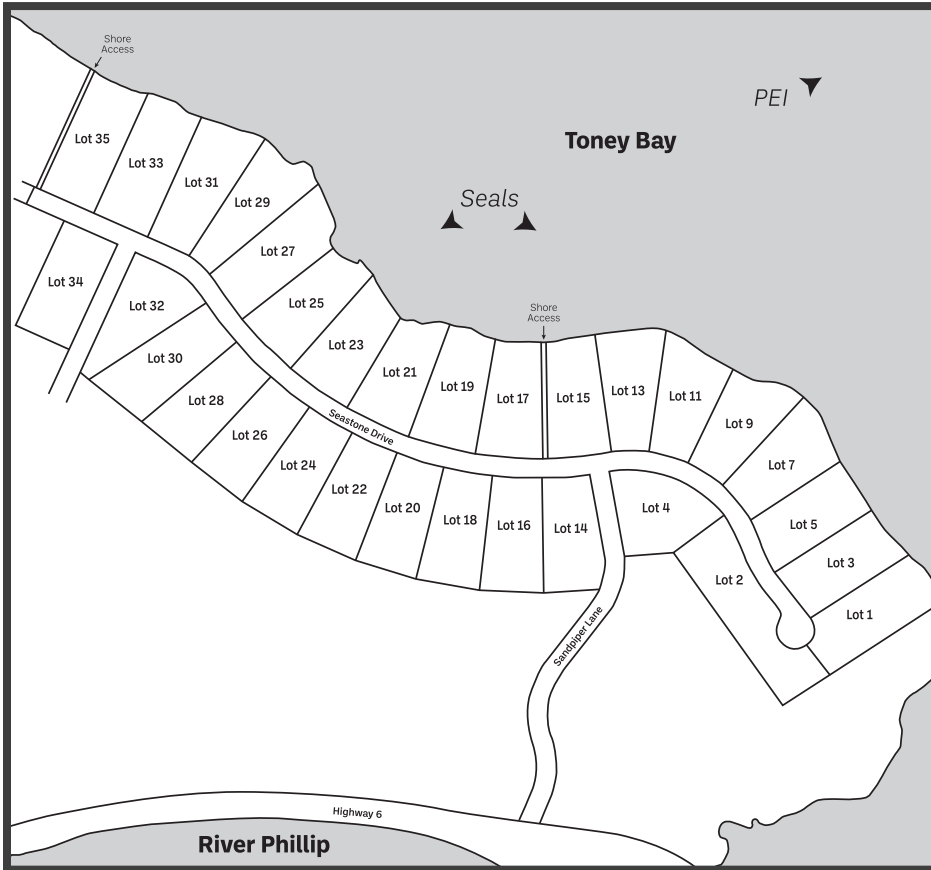 Shore
Access
PEI
Toney Bay
Lot 35
Lot 33
Lot 31
Seals
Lot 29
Lot 27
Lot 34
Lot 32
Lot 25
Shore
Access
Lot 30
Lot 23
Lot 21
Lot 19
Lot 17
Lot 15
Lot 13
Lot 11
Lot 28
Lot 9
Seastone Drive
Lot 26
Lot 24
Lot 7
Lot 22
Lot 20
Lot 18
Lot 16
Lot 14
Lot 4
Lot 5
Lot 3
Lot 2
Lot 1
Sandpiper Lane
Highway 6
River Phillip